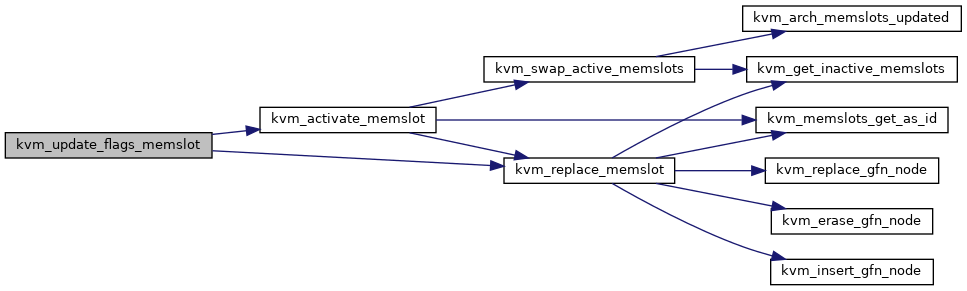 kvm_arch_memslots_updated
kvm_swap_active_memslots
kvm_get_inactive_memslots
kvm_activate_memslot
kvm_memslots_get_as_id
kvm_update_flags_memslot
kvm_replace_memslot
kvm_replace_gfn_node
kvm_erase_gfn_node
kvm_insert_gfn_node